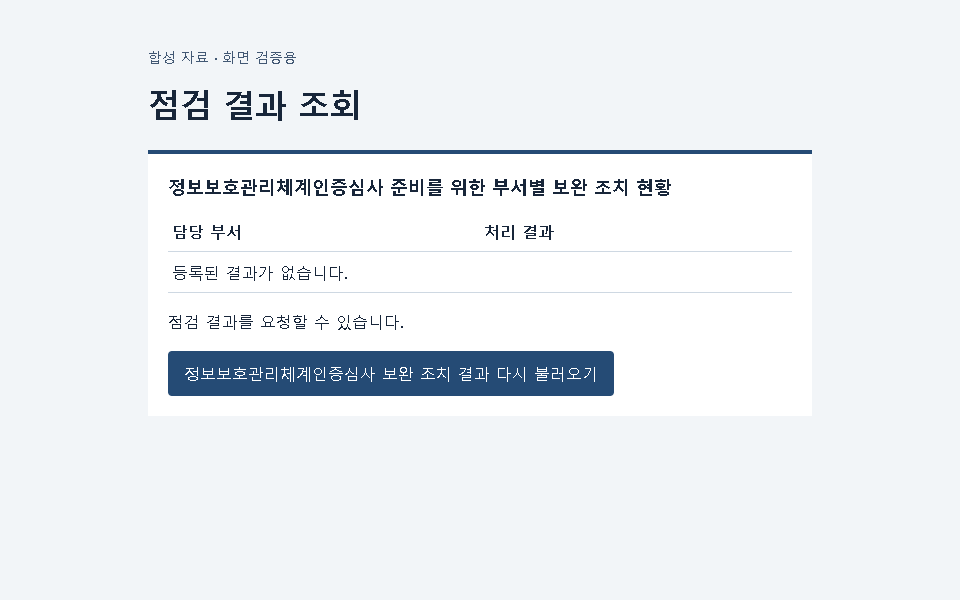 합성 자료 · 화면 검증용
점검 결과 조회
정보보호관리체계인증심사 준비를 위한 부서별 보완 조치 현황
담당 부서 처리 결과
등록된 결과가 없습니다.
점검 결과를 요청할 수 있습니다.
정보보호관리체계인증심사 보완 조치 결과 다시 불러오기